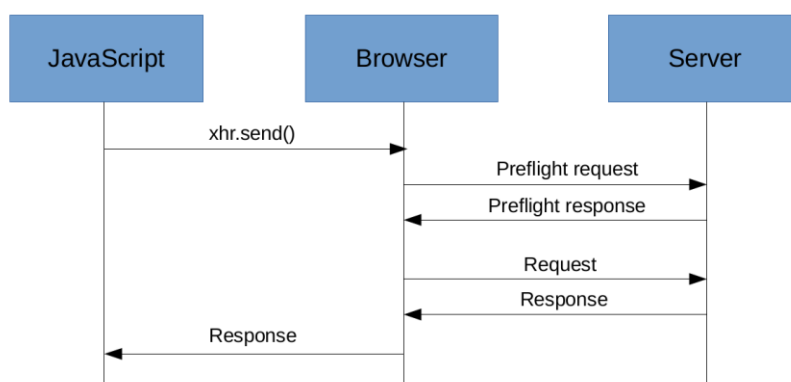 JavaScript
Browser
Server
xhr.send()
Preflight request
Preflight response
Request
Response
Response